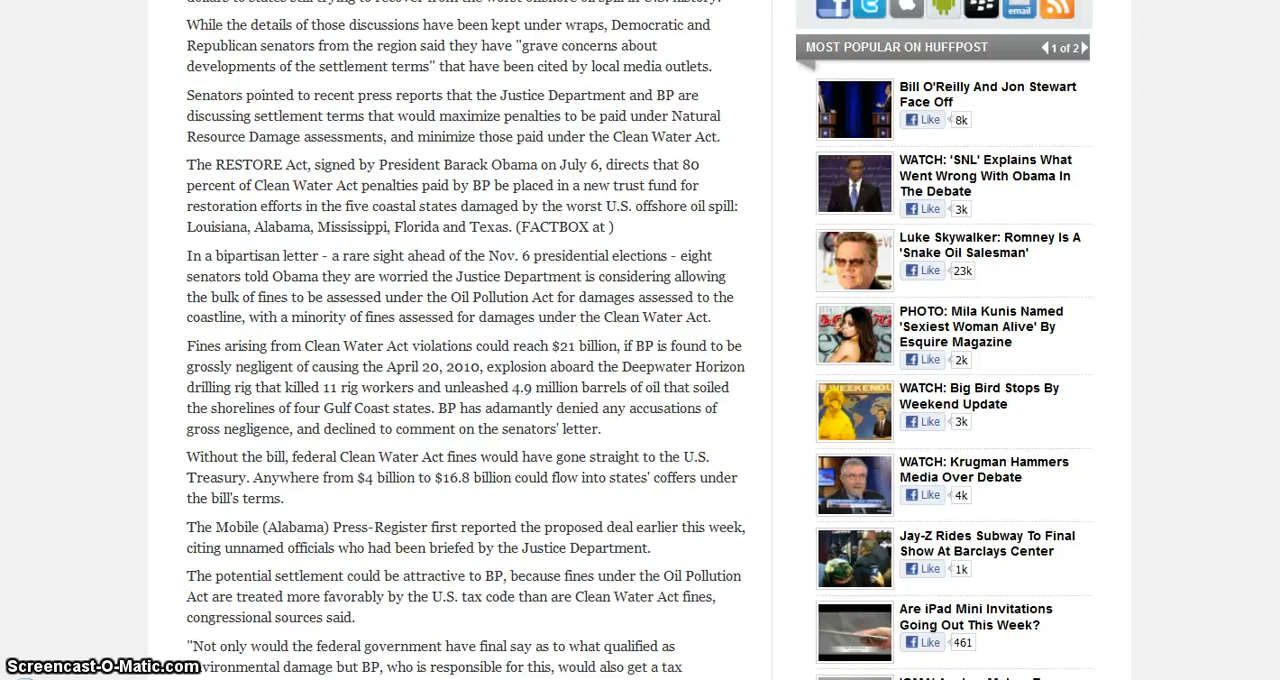 While the details of those discussions have been kept under wraps, Democratic and
Republican senators from the region said they have "grave concerns about
developments of the settlement terms" that have been cited by local media outlets.
Senators pointed to recent press reports that the Justice Department and BP are
discussing settlement terms that would maximize penalties to be paid under Natural
Resource Damage assessments, and minimize those paid under the Clean Water Act.
The RESTORE Act, signed by President Barack Obama on July 6, directs that 80
percent of Clean Water Act penalties paid by BP be placed in a new trust fund for
restoration efforts in the five coastal states damaged by the worst U.S. offshore oil spill:
Louisiana, Alabama, Mississippi, Florida and Texas. (FACTBOX at )
In a bipartisan letter - a rare sight ahead of the Nov. 6 presidential elections - eight
senators told Obama they are worried the Justice Department is considering allowing
the bulk of fines to be assessed under the Oil Pollution Act for damages assessed to the
coastline, with a minority of fines assessed for damages under the Clean Water Act.
Fines arising from Clean Water Act violations could reach $21 billion, if BP is found to be
grossly negligent of causing the April 20, 2010, explosion aboard the Deepwater Horizon
drilling rig that killed 11 rig workers and unleashed 4.9 million barrels of oil that soiled
the shorelines of four Gulf Coast states. BP has adamantly denied any accusations of
gross negligence, and declined to comment on the senators' letter.
Without the bill, federal Clean Water Act fines would have gone straight to the U.S.
Treasury. Anywhere from $4 billion to $16.8 billion could flow into states' coffers under
the bill's terms.
The Mobile (Alabama) Press-Register first reported the proposed deal earlier this week,
citing unnamed officials who had been briefed by the Justice Department.
The potential settlement could be attractive to BP, because fines under the Oil Pollution
Act are treated more favorably by the U.S. tax code than are Clean Water Act fines,
congressional sources said.
"Not only would the federal government have final say as to what qualified as
environmental damage but BP, who is responsible for this, would also get a tax
email
MOST POPULAR ON HUFFPOST
1 of 2
Bill O'Reilly And Jon Stewart
Face Off
Like 8k
WATCH: 'SNL' Explains What
Went Wrong With Obama In
The Debate
Like 3k
Luke Skywalker: Romney Is A
'Snake Oil Salesman'
Like 23k
PHOTO: Mila Kunis Named
'Sexiest Woman Alive' By
Esquire Magazine
Like 2k
WATCH: Big Bird Stops By
Weekend Update
Like 3k
WATCH: Krugman Hammers
Media Over Debate
Like 4k
Jay-Z Rides Subway To Final
Show At Barclays Center
Like 1k
Are iPad Mini Invitations
Going Out This Week?
Like 461
Screencast-O-Matic.com